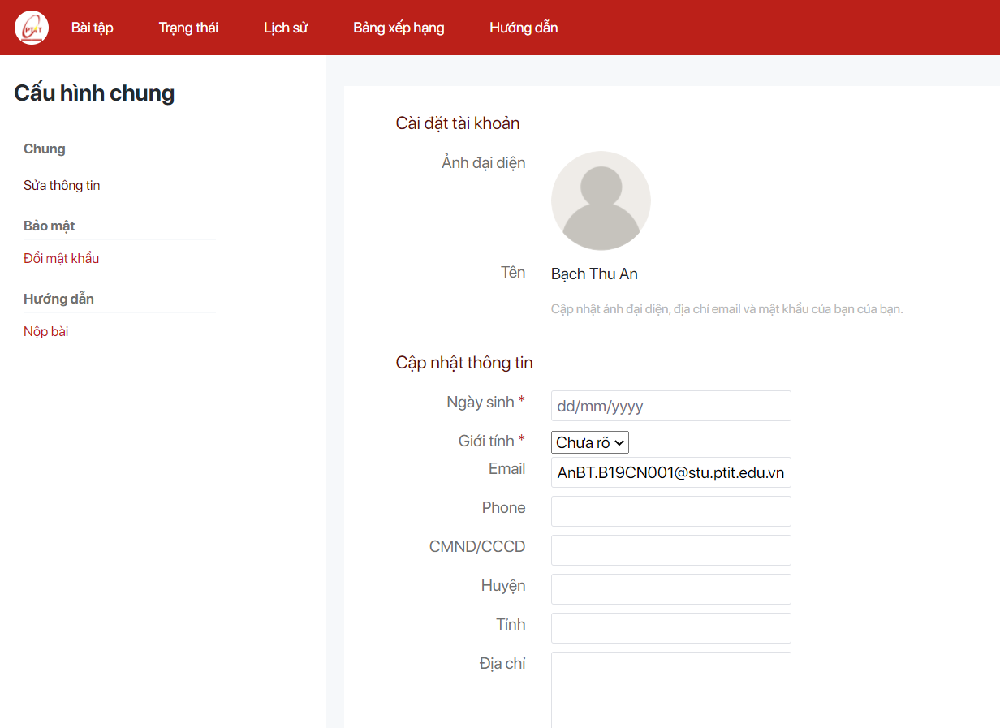 PTIT
Bài tập Trạng thái Lịch sử Bảng xếp hạng Hướng dẫn
Cấu hình chung
Chung
Sửa thông tin
Bảo mật
Đổi mật khẩu
Hướng dẫn
Nộp bài
Cài đặt tài khoản
Ảnh đại diện
Tên Bạch Thu An
Cập nhật ảnh đại diện, địa chỉ email và mật khẩu của bạn của bạn.
Cập nhật thông tin
Ngày sinh * dd/mm/yyyy
Giới tính * Chưa rõ
Email AnBT.B19CN001@stu.ptit.edu.vn
Phone
CMND/CCCD
Huyện
Tỉnh
Địa chỉ